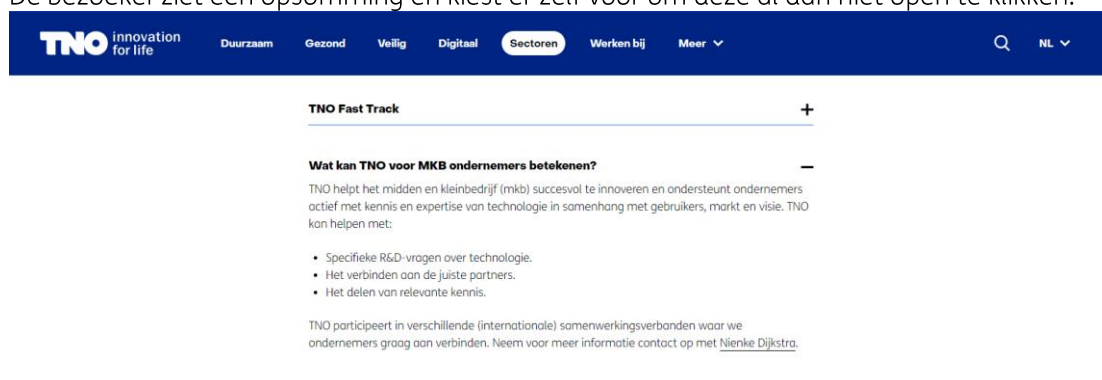 De bezoeker ziet een opsomming en kiest er zelf voor om deze al dan niet open te klikken.
TNO innovation for life Duurzaam Gezond Veilig Digitaal Sectoren Werken bij Meer NL
TNO Fast Track
Wat kan TNO voor MKB ondernemers betekenen?
TNO helpt het midden en kleinbedrijf (mkb) succesvol te innoveren en ondersteunt ondernemers
actief met kennis en expertise van technologie in samenhang met gebruikers, markt en visie. TNO
kan helpen met:
• Specifieke R&D-vragen over technologie.
• Het verbinden aan de juiste partners.
• Het delen van relevante kennis.
TNO participeert in verschillende (internationale) samenwerkingsverbanden waar we
ondernemers graag aan verbinden. Neem voor meer informatie contact op met Nienke Dijkstra.